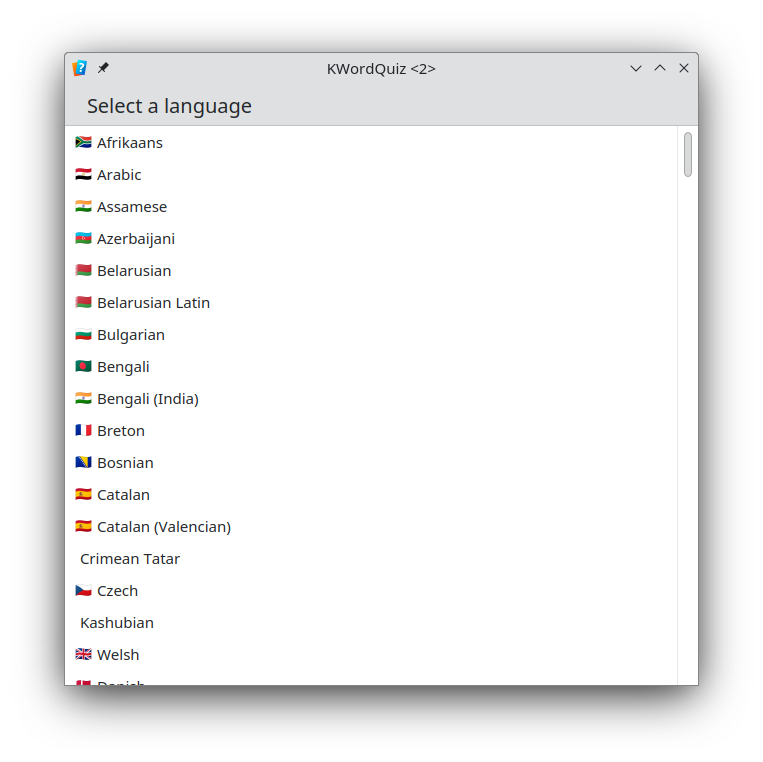 KWordQuiz <2>
Select a language
Afrikaans
Arabic
Assamese
Azerbaijani
Belarusian
Belarusian Latin
Bulgarian
Bengali
Bengali (India)
Breton
Bosnian
Catalan
Catalan (Valencian)
Crimean Tatar
Czech
Kashubian
Welsh
Danish